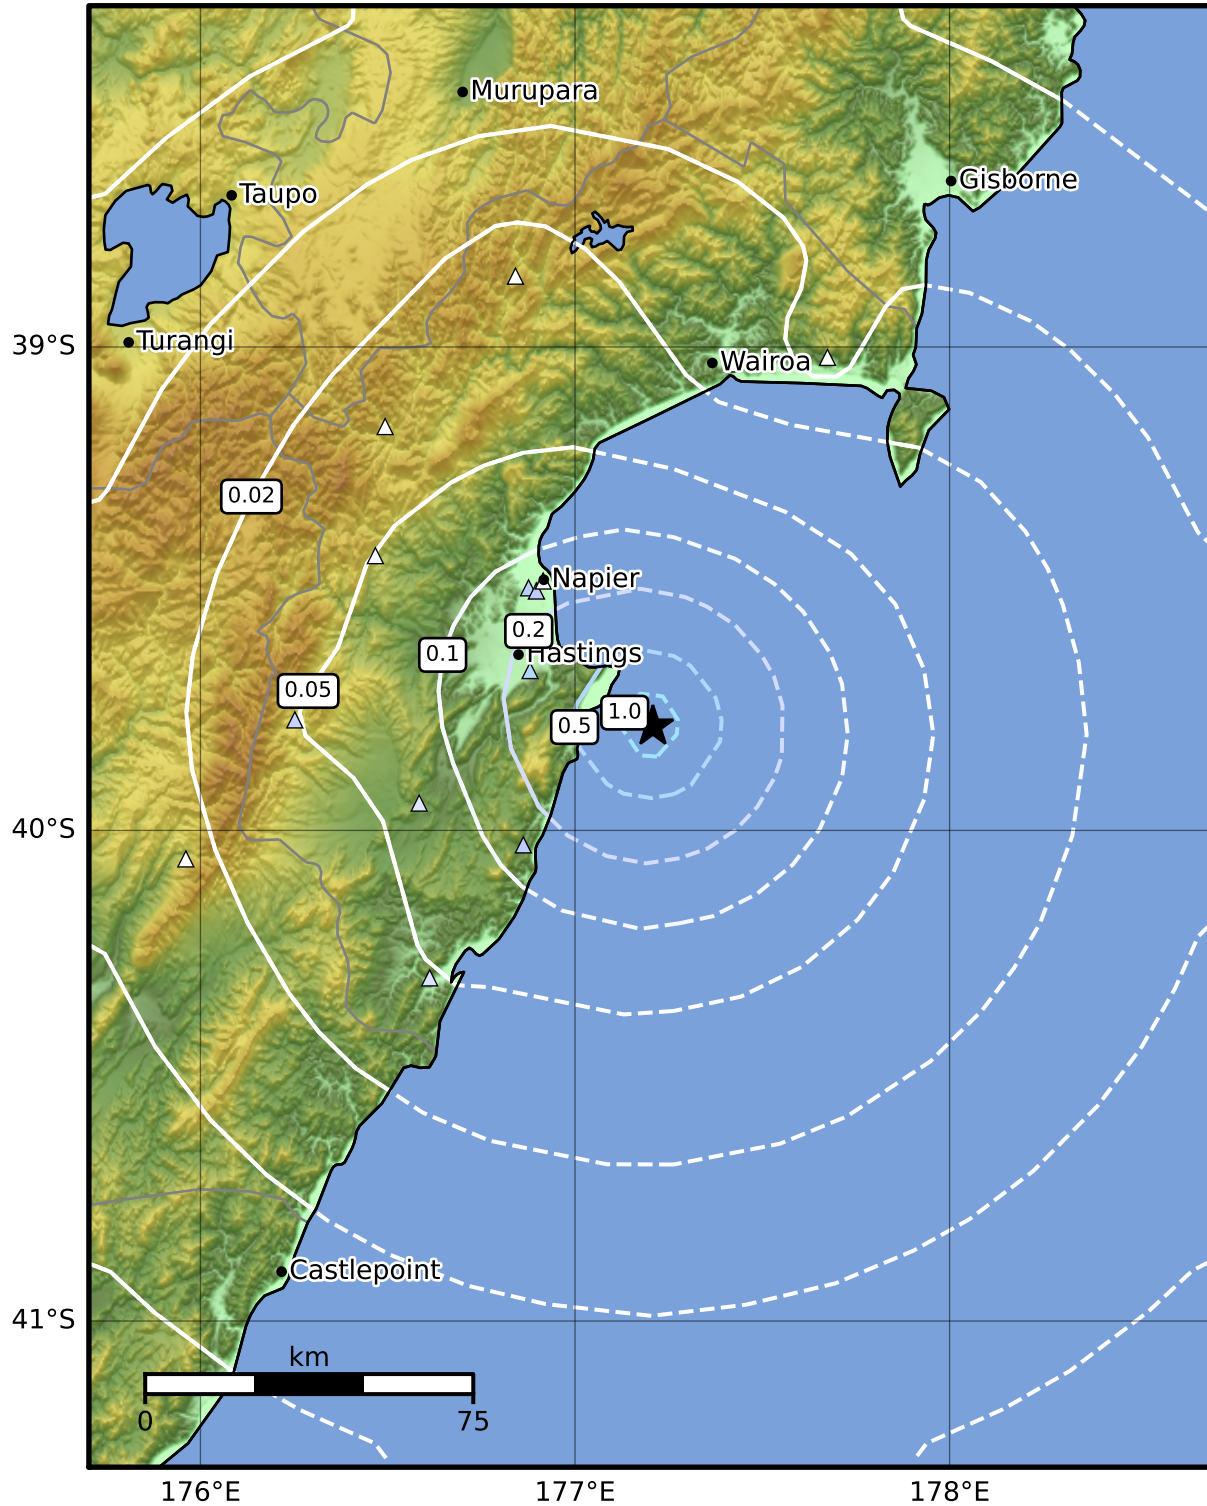 Murupara
Gisborne
Taupo
Turangi
39°S
Wairoa
0.02
Napier
0.2
0.1
Hastings
0.05
1.0
0.5
40°S
Castlepoint
41°S
km
0
75
176°E
177°E
178°E